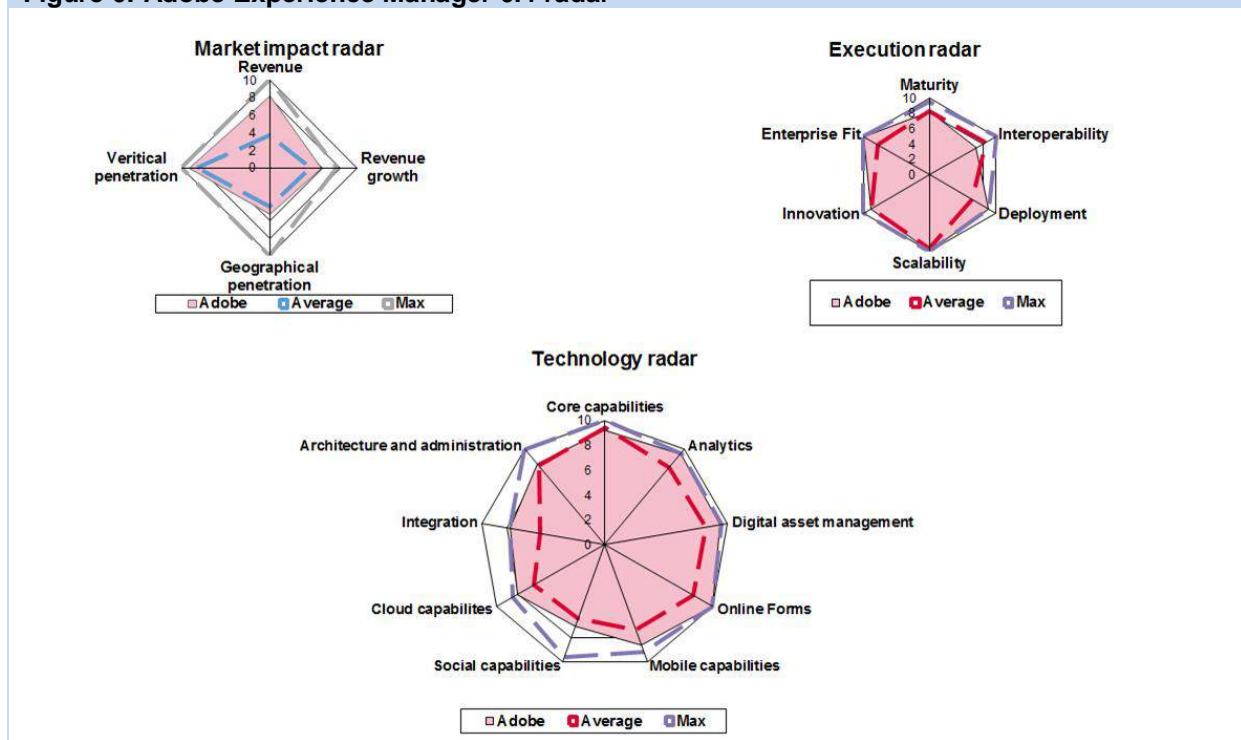 Figure Adobe Experience Manager radar
Market impact radar
Revenue
10
8
6
4
2
0
Veritical
penetration
Revenue
growth
Geographical
penetration
Adobe Average Max
Execution radar
Maturity
10
8
6
4
2
0
Enterprise Fit
Interoperability
Innovation
Deployment
Scalability
Adobe Average Max
Technology radar
Core capabilities
10
8
6
4
2
0
Architecture and administration
Analytics
Integration
Digital asset management
Cloud capabilites
Online Forms
Social capabilities
Mobile capabilities
Adobe Average Max